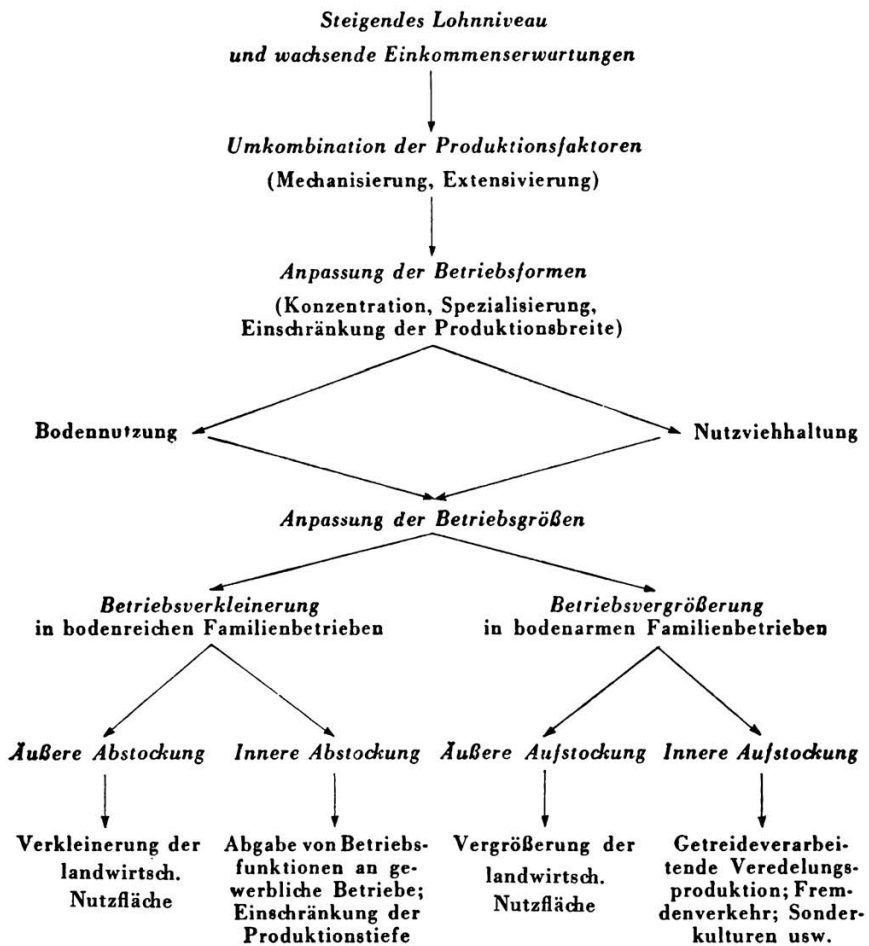 Steigendes Lohnniveau
und wachsende Einkommenserwartungen
Umkombination der Produktionsfaktoren
(Mechanisierung, Extensivierung)
Anpassung der Betriebsformen
(Konzentration, Spezialisierung,
Einschränkung der Produktionsbreite)
Bodennutzung
Nutzviehhaltung
Anpassung der Betriebsgrößen
Betriebsverkleinerung
in bodenreichen Familienbetrieben
Betriebsvergrößerung
in bodenarmen Familienbetrieben
Äußere Abstockung
Innere Abstockung
Äußere Aufstockung
Innere Aufstockung
Verkleinerung der
landwirtsch.
Nutzfläche
Abgabe von Betriebs-
funktionen an ge-
werbliche Betriebe;
Einschränkung der
Produktionstiefe
Vergrößerung der
landwirtsch.
Nutzfläche
Getreideverarbei-
tende Veredelungs-
produktion; Frem-
denverkehr; Sonder-
kulturen usw.